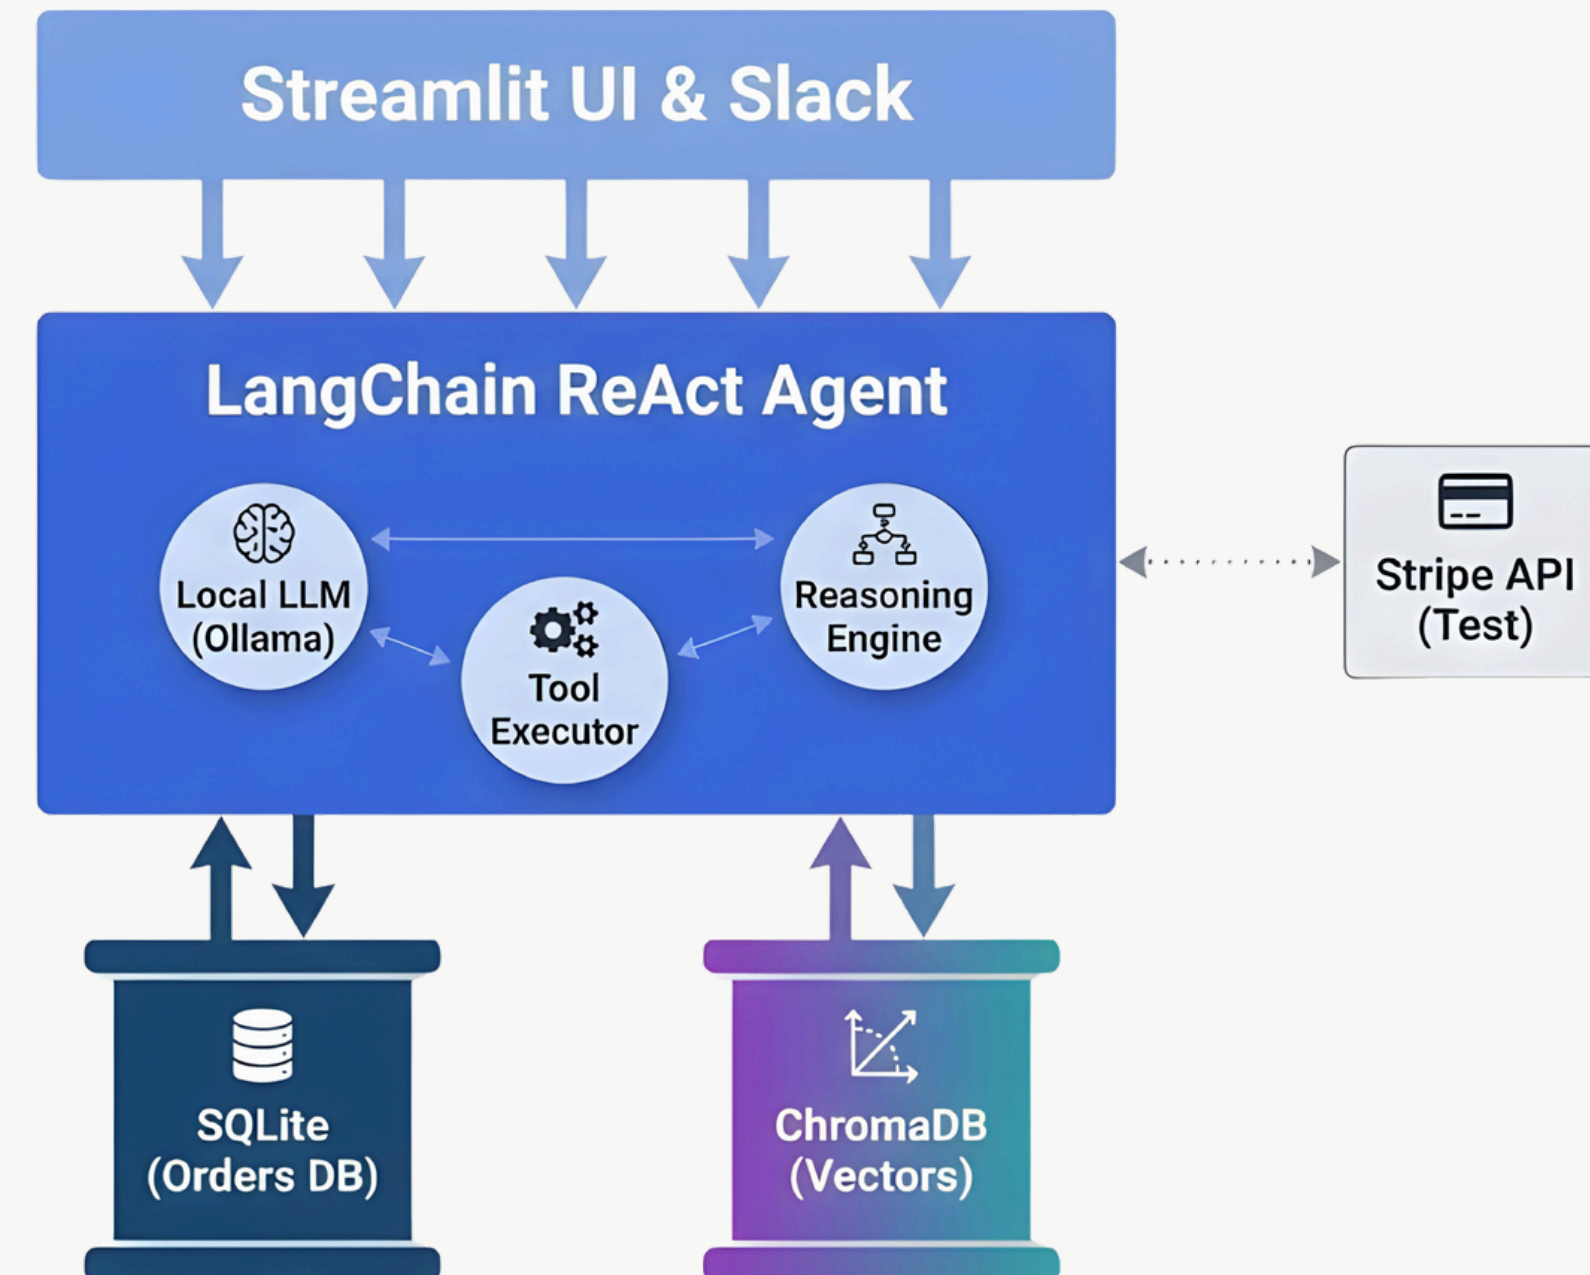 Streamlit UI & Slack
LangChain ReAct Agent
Local LLM
(Ollama)
Tool
Executor
Reasoning
Engine
Stripe API
(Test)
SQLite
(Orders DB)
ChromaDB
(Vectors)